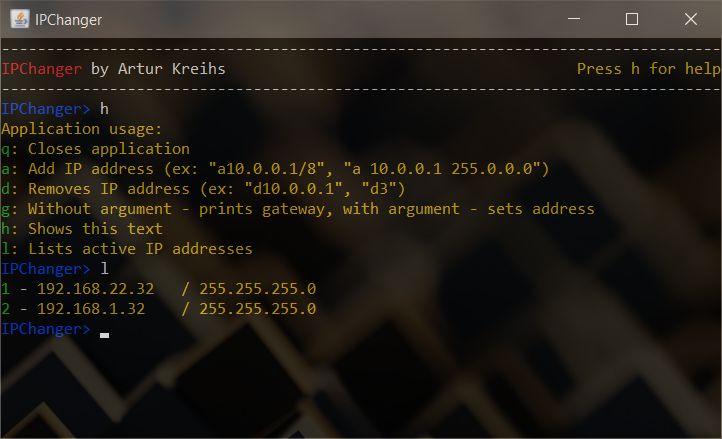 IPChanger
--------------------------------------------------------------------------------
IPChanger by Artur Kreihs Press h for help
--------------------------------------------------------------------------------
IPChanger> h
Application usage:
q: Closes application
a: Add IP address (ex: "a10.0.0.1/8", "a 10.0.0.1 255.0.0.0")
d: Removes IP address (ex: "d10.0.0.1", "d3")
g: Without argument - prints gateway, with argument - sets address
h: Shows this text
l: Lists active IP addresses
IPChanger> l
1 - 192.168.22.32   / 255.255.255.0
2 - 192.168.1.32    / 255.255.255.0
IPChanger>